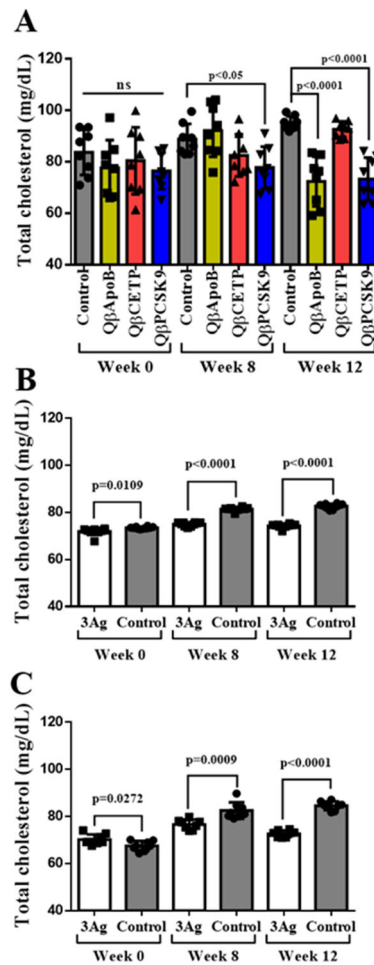 A
Total cholesterol (mg/dL)
120
100
80
60
40
ns
p<0.05
p<0.0001
p<0.0001
Control
QβApoB
QβCETP
QβPCSK9
Control
QβApoB
QβCETP
QβPCSK9
Control
QβApoB
QβCETP
QβPCSK9
Week 0
Week 8
Week 12
B
Total cholesterol (mg/dL)
120
100
80
60
40
p=0.0109
p<0.0001
p<0.0001
3Ag
Control
3Ag
Control
3Ag
Control
Week 0
Week 8
Week 12
C
Total cholesterol (mg/dL)
120
100
80
60
40
p=0.0272
p=0.0009
p<0.0001
3Ag
Control
3Ag
Control
3Ag
Control
Week 0
Week 8
Week 12